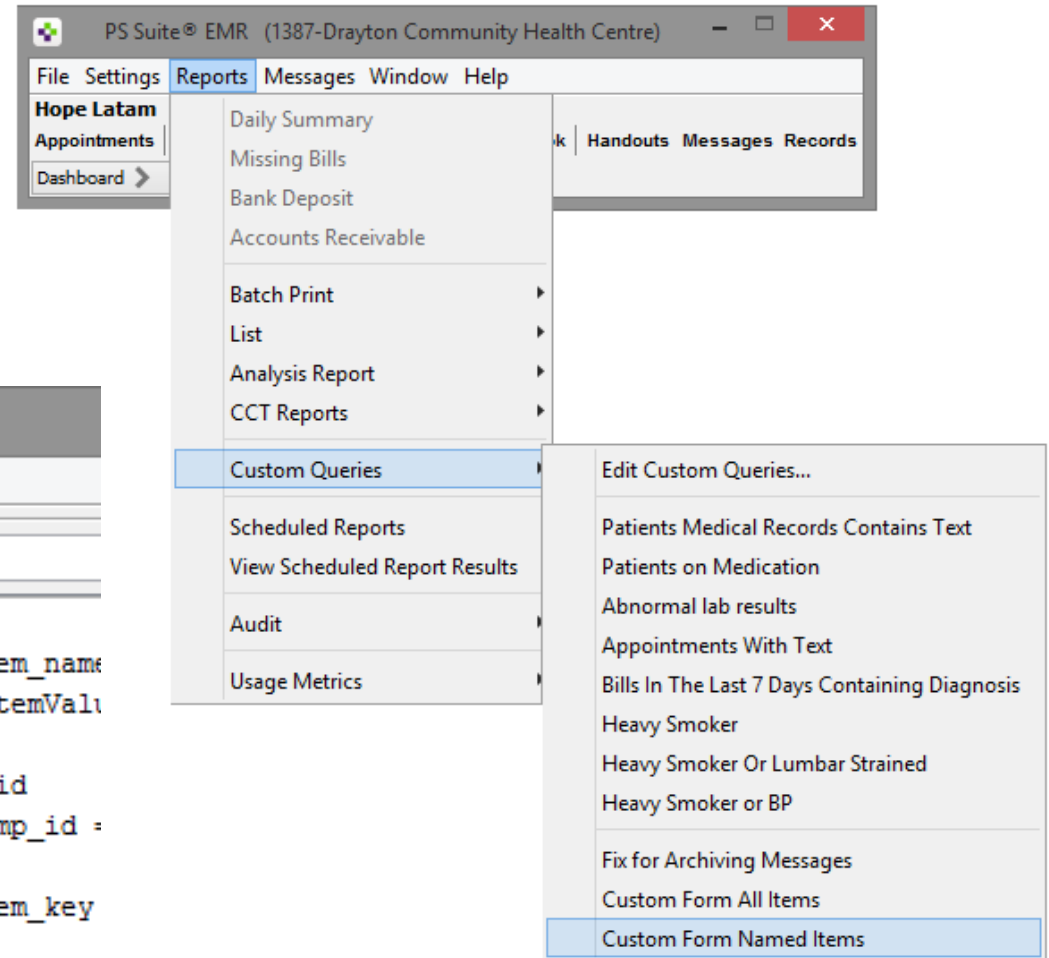 PS Suite® EMR (1387-Drayton Community Health Centre)
File Settings Reports Messages Window Help
Hope Latam
Appointments Handouts Messages Records
Dashboard
Daily Summary
Missing Bills
Bank Deposit
Accounts Receivable
Batch Print
List
Analysis Report
CCT Reports
Custom Queries
Scheduled Reports
View Scheduled Report Results
Audit
Usage Metrics
Edit Custom Queries...
Patients Medical Records Contains Text
Patients on Medication
Abnormal lab results
Appointments With Text
Bills In The Last 7 Days Containing Diagnosis
Heavy Smoker
Heavy Smoker Or Lumbar Strained
Heavy Smoker or BP
Fix for Archiving Messages
Custom Form All Items
Custom Form Named Items
em_name
temValu
id
mp_id =
em_key